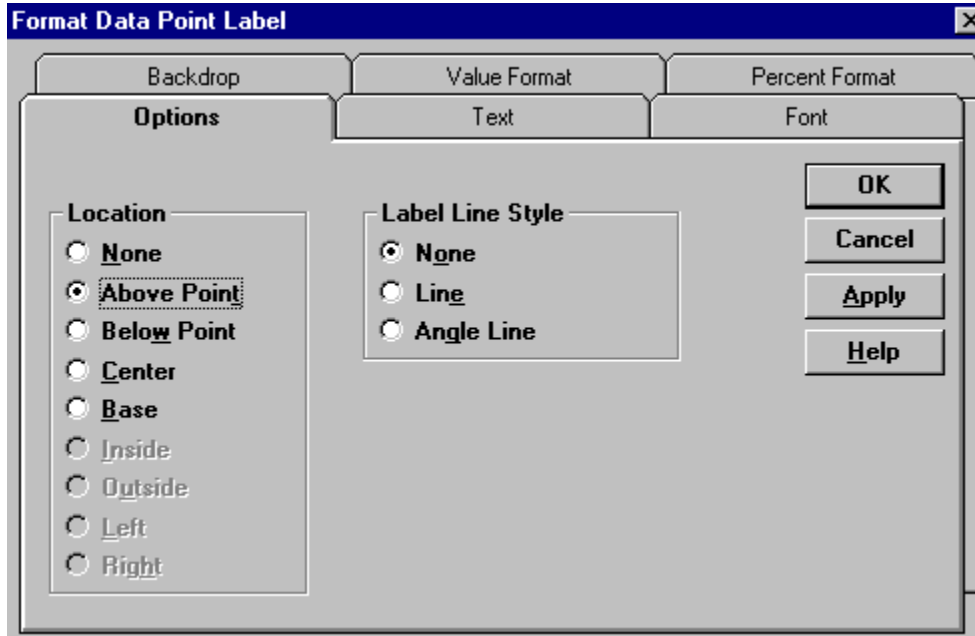 Format Data Point Label
Backdrop
Value Format
Percent Format
Options
Text
Font
Location
None
Above Point
Below Point
Center
Base
Inside
Outside
Left
Right
Label Line Style
None
Line
Angle Line
OK
Cancel
Apply
Help